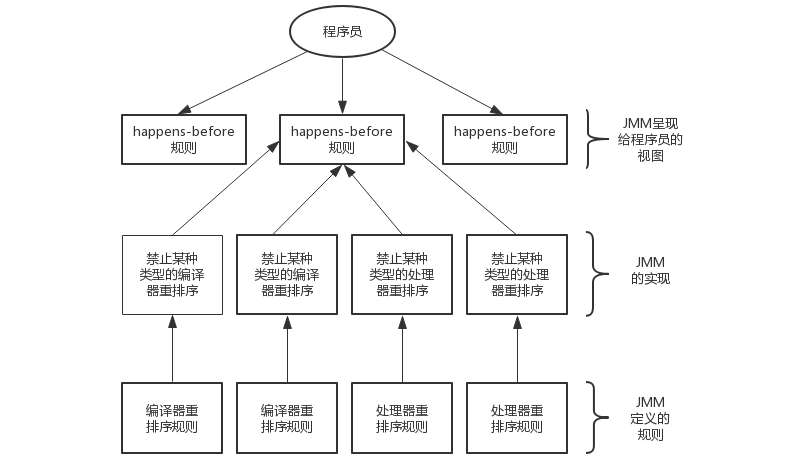 程序员
happens-before
规则
happens-before
规则
happens-before
规则
JMM呈现
给程序员的
视图
禁止某种
类型的编译
器重排序
禁止某种
类型的编译
器重排序
禁止某种
类型的处理
器重排序
禁止某种
类型的处理
器重排序
JMM
的实现
编译器重
排序规则
编译器重
排序规则
处理器重
排序规则
处理器重
排序规则
JMM
定义的
规则